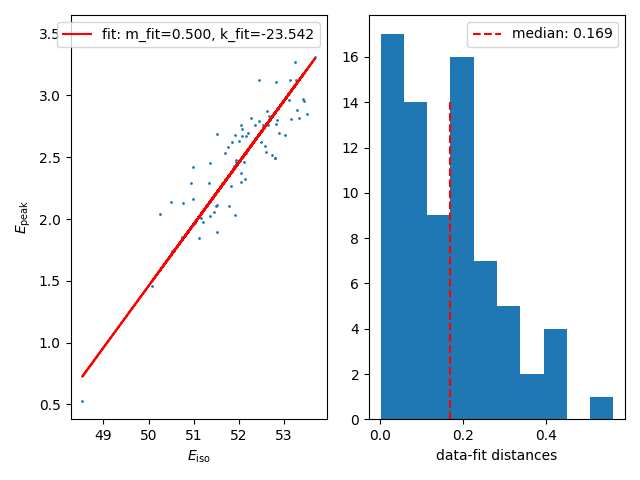 3.5
3.0
2.5
2.0
1.5
1.0
0.5
E_peak
49 50 51 52 53
E_iso
fit: m_fit=0.500, k_fit=-23.542
16
14
12
10
8
6
4
2
0
0.0 0.2 0.4
data-fit distances
median: 0.169